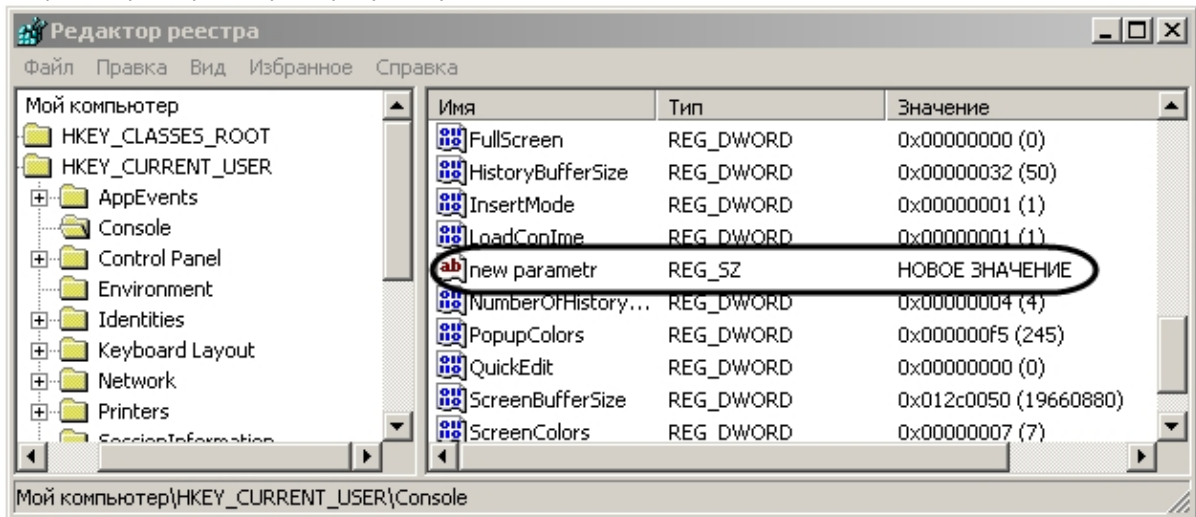 Редактор реестра
Файл Правка Вид Избранное Справка
Мой компьютер
HKEY_CLASSES_ROOT
HKEY_CURRENT_USER
AppEvents
Console
Control Panel
Environment
Identities
Keyboard Layout
Network
Printers
SessionInformation
Имя Тип Значение
FullScreen REG_DWORD 0x00000000 (0)
HistoryBufferSize REG_DWORD 0x00000032 (50)
InsertMode REG_DWORD 0x00000001 (1)
LoadConIme REG_DWORD 0x00000001 (1)
new parametr REG_SZ НОВОЕ ЗНАЧЕНИЕ
NumberOfHistory... REG_DWORD 0x00000004 (4)
PopupColors REG_DWORD 0x000000f5 (245)
QuickEdit REG_DWORD 0x00000000 (0)
ScreenBufferSize REG_DWORD 0x012c0050 (19660880)
ScreenColors REG_DWORD 0x00000007 (7)
Мой компьютер\HKEY_CURRENT_USER\Console